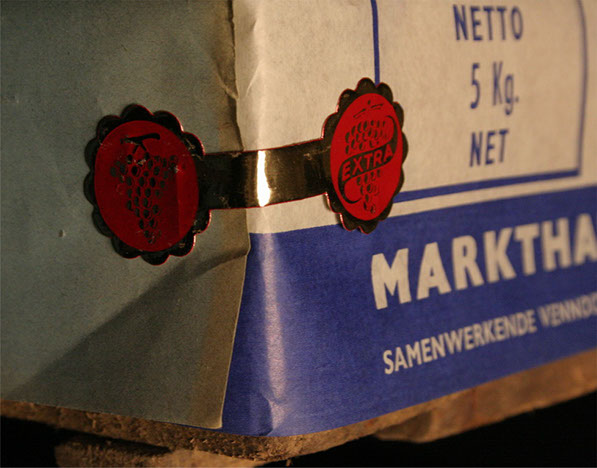 NETTO
5 Kg.
NET
EXTRA
MARKTHA
SAMENWERKENDE VENNO